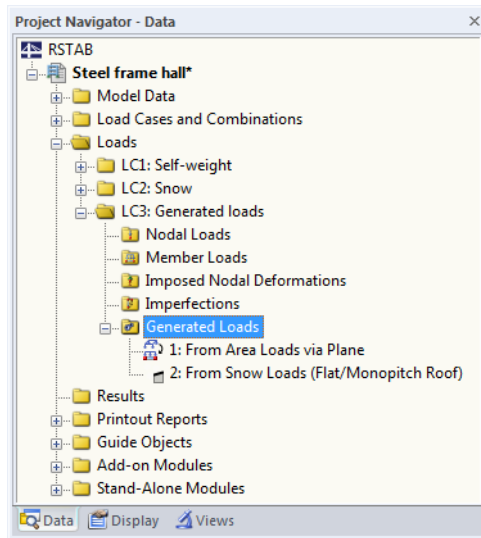 Project Navigator - Data
RSTAB
Steel frame hall*
Model Data
Load Cases and Combinations
Loads
LC1: Self-weight
LC2: Snow
LC3: Generated loads
Nodal Loads
Member Loads
Imposed Nodal Deformations
Imperfections
Generated Loads
1: From Area Loads via Plane
2: From Snow Loads (Flat/Monopitch Roof)
Results
Printout Reports
Guide Objects
Add-on Modules
Stand-Alone Modules
Data Display Views